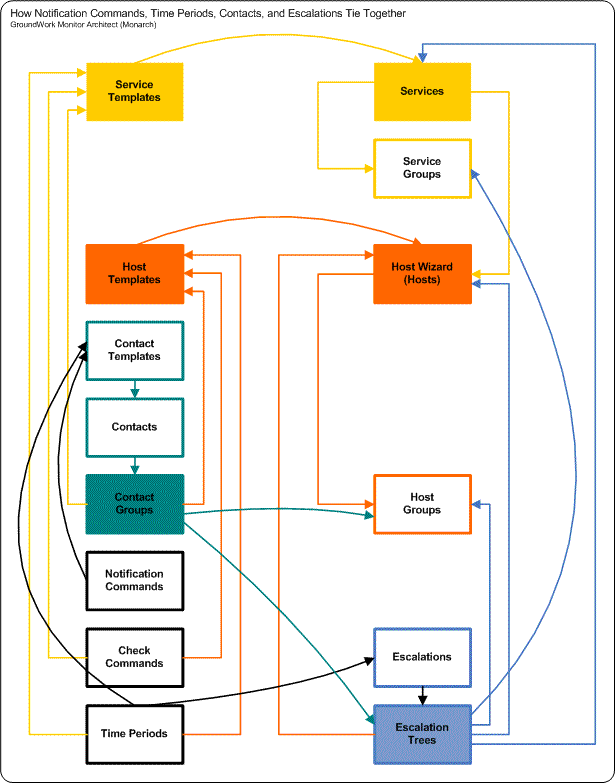 How Notification Commands, Time Periods, Contacts, and Escalations Tie Together
GroundWork Monitor Architect (Monarch)
Service
Templates
Services
Service
Groups
Host
Templates
Host Wizard
(Hosts)
Contact
Templates
Contacts
Contact
Groups
Host
Groups
Notification
Commands
Check
Commands
Escalations
Time Periods
Escalation
Trees